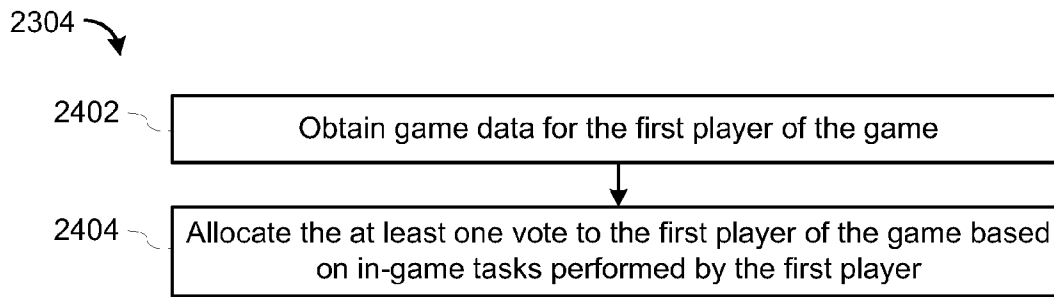 2304
2402
Obtain game data for the first player of the game
2404
Allocate the at least one vote to the first player of the game based
on in-game tasks performed by the first player